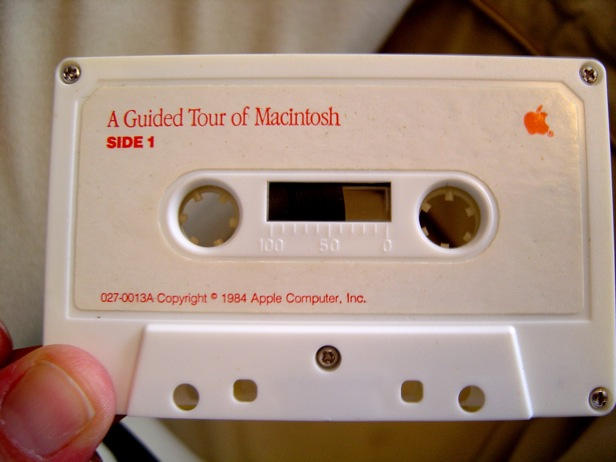 A Guided Tour of Macintosh
SIDE 1
100 50 0
027-0013A Copyright © 1984 Apple Computer, Inc.